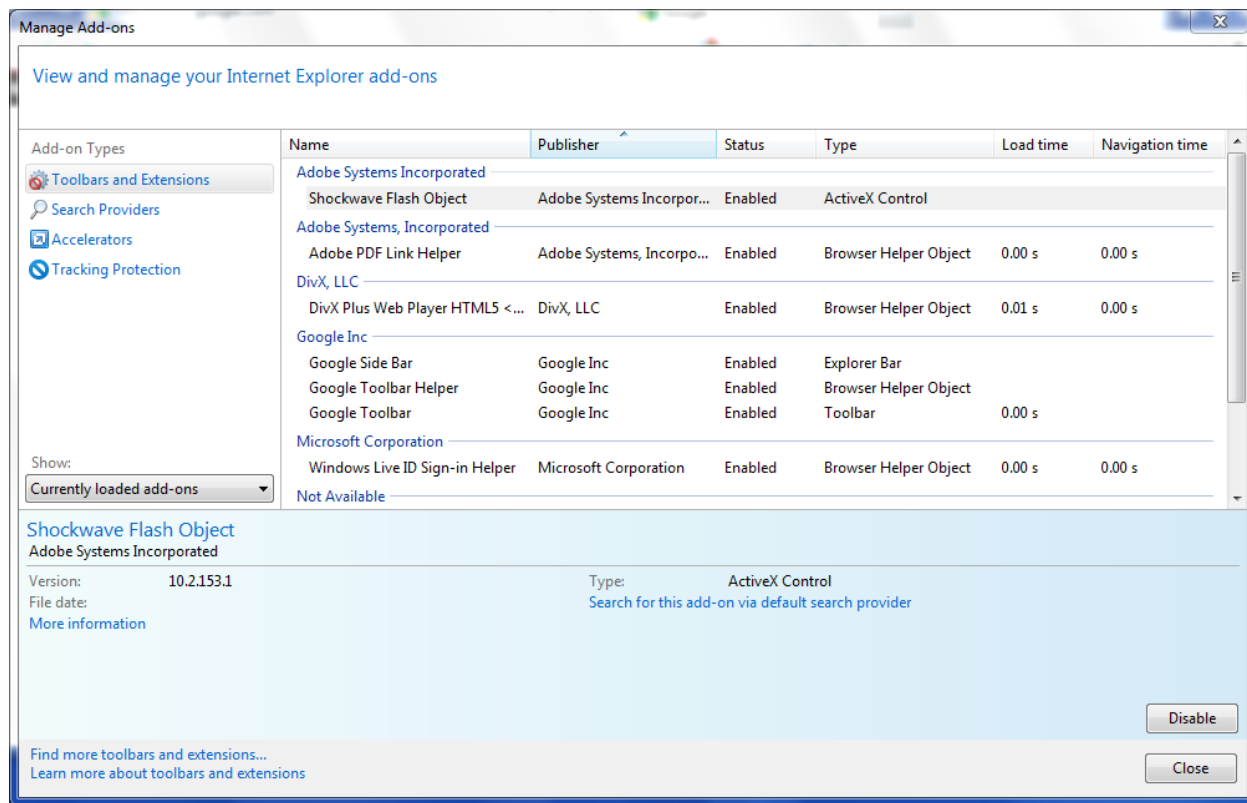 Manage Add-ons
View and manage your Internet Explorer add-ons
Add-on Types
Toolbars and Extensions
Search Providers
Accelerators
Tracking Protection
Show:
Currently loaded add-ons
Name Publisher Status Type Load time Navigation time
Adobe Systems Incorporated
Shockwave Flash Object Adobe Systems Incorpor... Enabled ActiveX Control
Adobe Systems, Incorporated
Adobe PDF Link Helper Adobe Systems, Incorpo... Enabled Browser Helper Object 0.00 s 0.00 s
DivX, LLC
DivX Plus Web Player HTML5 <... DivX, LLC Enabled Browser Helper Object 0.01 s 0.00 s
Google Inc
Google Side Bar Google Inc Enabled Explorer Bar
Google Toolbar Helper Google Inc Enabled Browser Helper Object
Google Toolbar Google Inc Enabled Toolbar 0.00 s
Microsoft Corporation
Windows Live ID Sign-in Helper Microsoft Corporation Enabled Browser Helper Object 0.00 s 0.00 s
Not Available
Shockwave Flash Object
Adobe Systems Incorporated
Version: 10.2.153.1 Type: ActiveX Control
File date: Search for this add-on via default search provider
More information
Disable
Find more toolbars and extensions...
Learn more about toolbars and extensions
Close